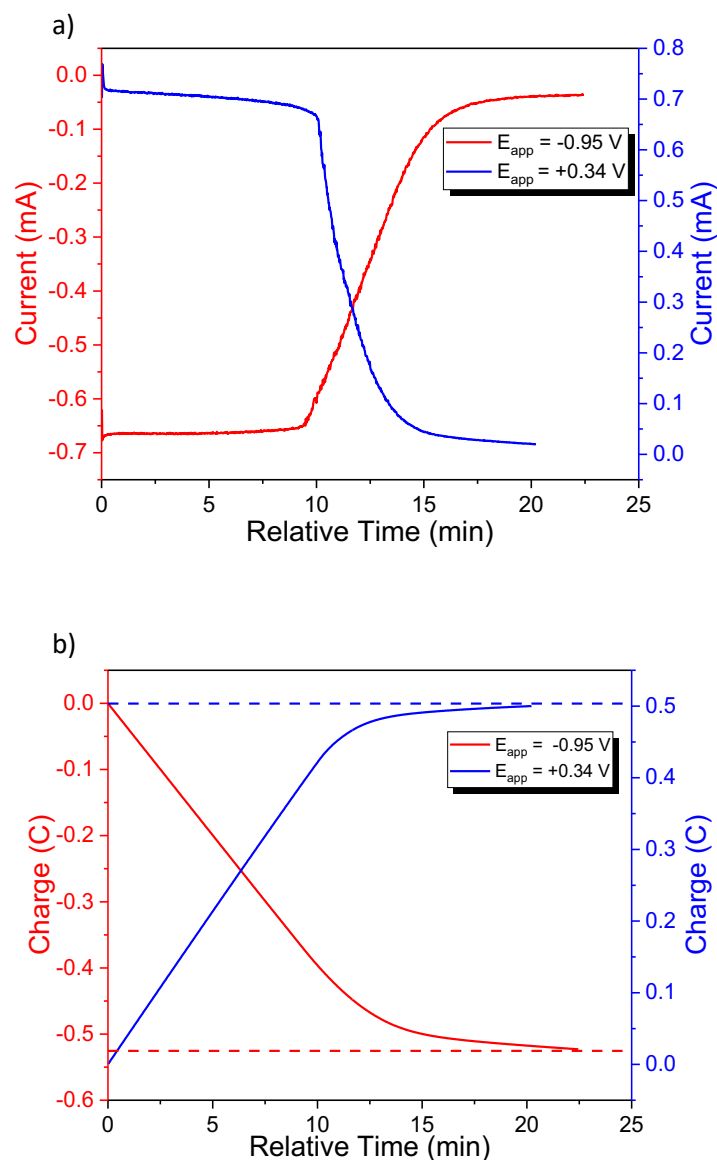 a)
0.0
-0.1
-0.2
-0.3
-0.4
-0.5
-0.6
-0.7
Current (mA)
0.8
0.7
0.6
0.5
0.4
0.3
0.2
0.1
0.0
Current (mA)
E_app = -0.95 V
E_app = +0.34 V
0 5 10 15 20 25
Relative Time (min)
b)
0.0
-0.1
-0.2
-0.3
-0.4
-0.5
-0.6
Charge (C)
0.5
0.4
0.3
0.2
0.1
0.0
Charge (C)
E_app = -0.95 V
E_app = +0.34 V
0 5 10 15 20 25
Relative Time (min)